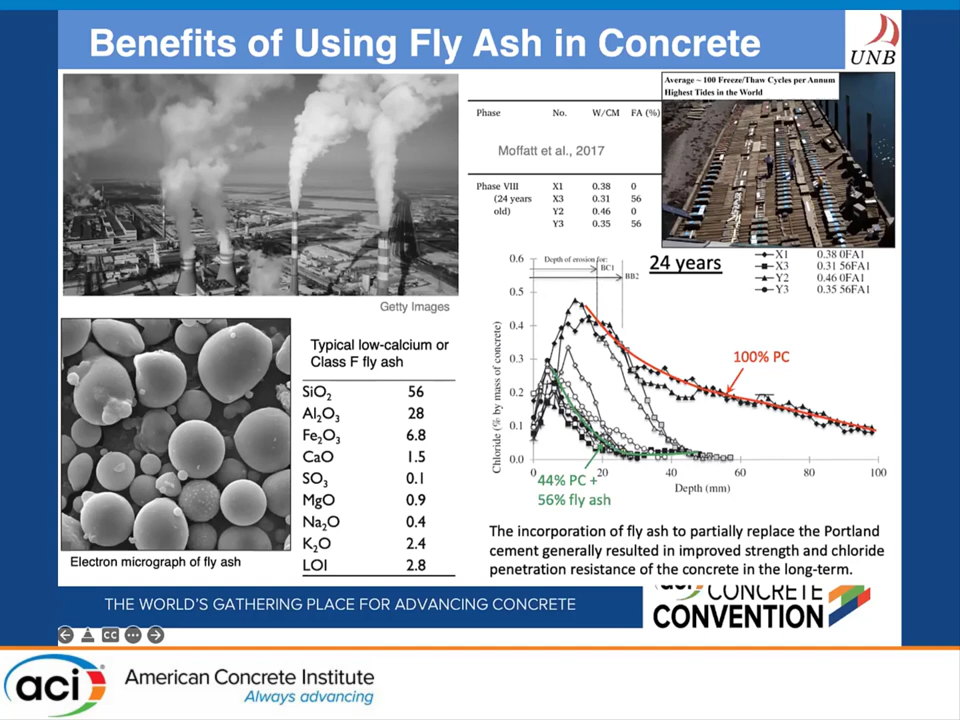 Benefits of Using Fly Ash in Concrete
UNB
Average ~ 100 Freeze/Thaw Cycles per Annum
Highest Tides in the World
Phase No. W/CM FA (%)
Moffatt et al., 2017
Phase VIII X1 0.38 0
(24 years X3 0.31 56
old) Y2 0.46 0
Y3 0.35 56
Getty Images
24 years
X1 0.38 0FA1
X3 0.31 56FA1
Y2 0.46 0FA1
Y3 0.35 56FA1
Depth of erosion for:
BC1
BB2
0.6
0.5
0.4
0.3
0.2
0.1
0.0
Chloride (% by mass of concrete)
100% PC
0 20 40 60 80 100
Depth (mm)
44% PC +
56% fly ash
Typical low-calcium or
Class F fly ash
SiO₂ 56
Al₂O₃ 28
Fe₂O₃ 6.8
CaO 1.5
SO₃ 0.1
MgO 0.9
Na₂O 0.4
K₂O 2.4
LOI 2.8
Electron micrograph of fly ash
The incorporation of fly ash to partially replace the Portland
cement generally resulted in improved strength and chloride
penetration resistance of the concrete in the long-term.
THE WORLD'S GATHERING PLACE FOR ADVANCING CONCRETE
aci CONCRETE
CONVENTION
CC
aci
American Concrete Institute
Always advancing